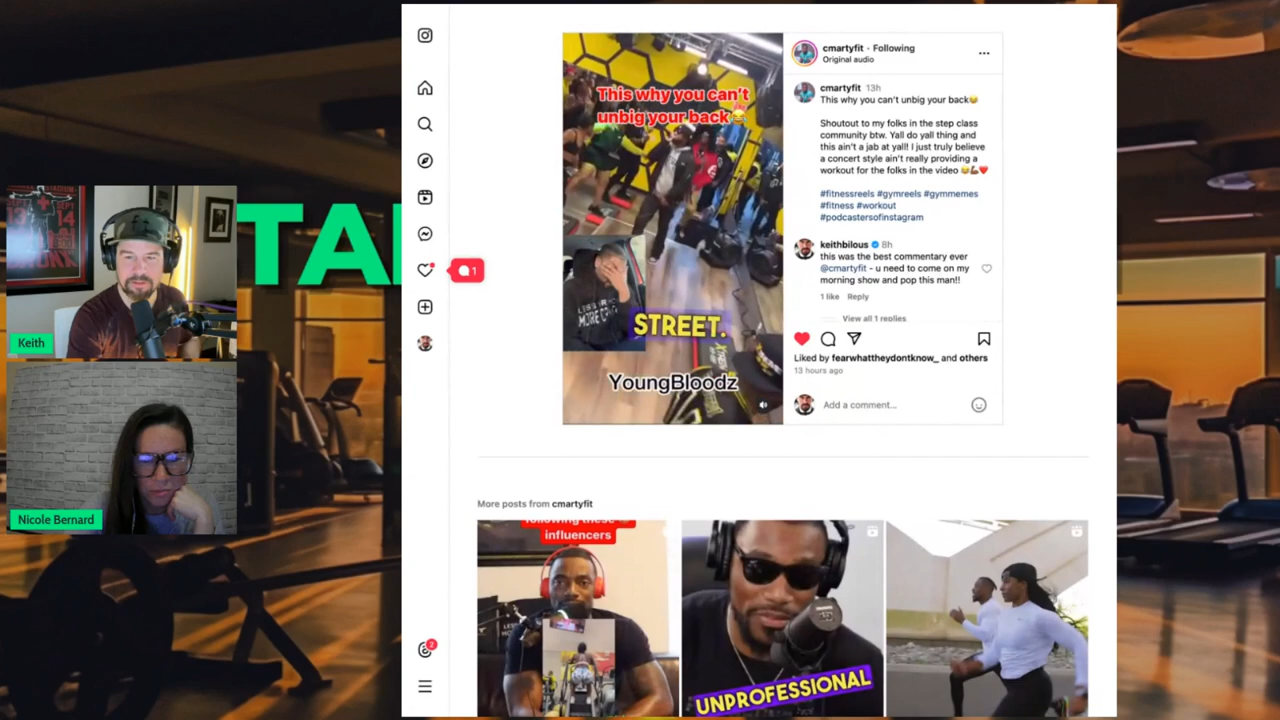 TA
Keith
Nicole Bernard
1
2
This why you can't
unbig your back😂
STREET.
YoungBloodz
cmartyfit • Following
Original audio
cmartyfit 13h
This why you can't unbig your back😂
Shoutout to my folks in the step class
community btw. Yall do yall thing and
this ain't a jab at yall! I just truly believe
a concert style ain't really providing a
workout for the folks in the video 😂💪🏾❤️
#fitnessreels #gymreels #gymmemes
#fitness #workout
#podcastersofinstagram
keithbilous 8h
this was the best commentary ever
@cmartyfit - u need to come on my
morning show and pop this man!!
1 like Reply
View all 1 replies
Liked by fearwhattheydontknow_ and others
13 hours ago
Add a comment...
More posts from cmartyfit
following these
influencers
UNPROFESSIONAL